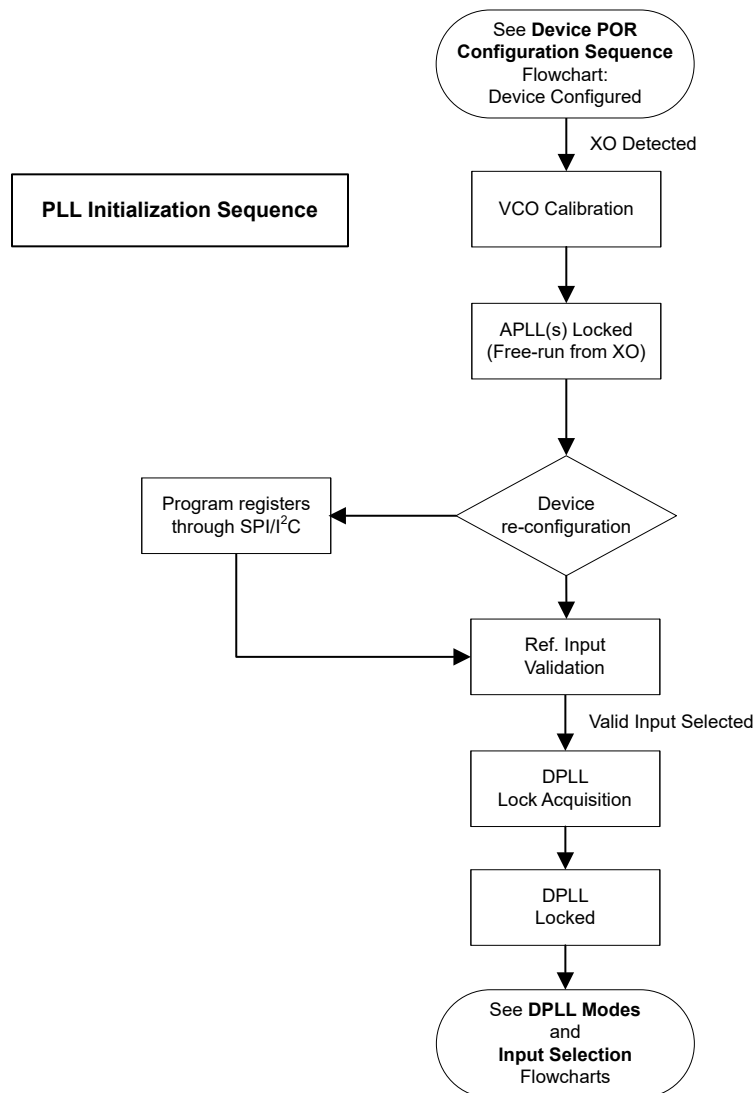 See Device POR
Configuration Sequence
Flowchart:
Device Configured
XO Detected
PLL Initialization Sequence
VCO Calibration
APLL(s) Locked
(Free-run from XO)
Program registers
through SPI/I²C
Device
re-configuration
Ref. Input
Validation
Valid Input Selected
DPLL
Lock Acquisition
DPLL
Locked
See DPLL Modes
and
Input Selection
Flowcharts